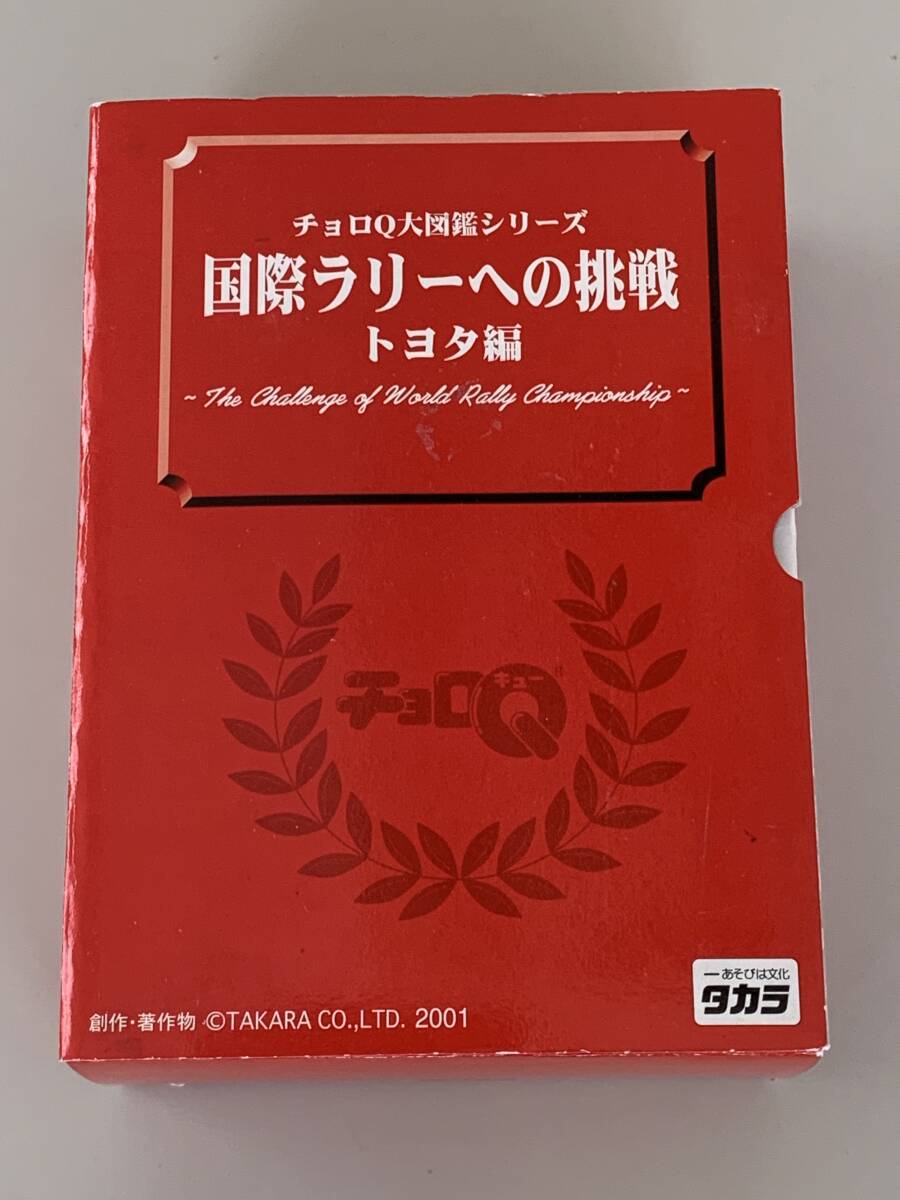 チョロQ大図鑑シリーズ
国際ラリーへの挑戦
トヨタ編
~ The Challenge of World Rally Championship ~
チョロQ
キュー
創作・著作物 ©TAKARA CO.,LTD. 2001
ーあそびは文化
タカラ